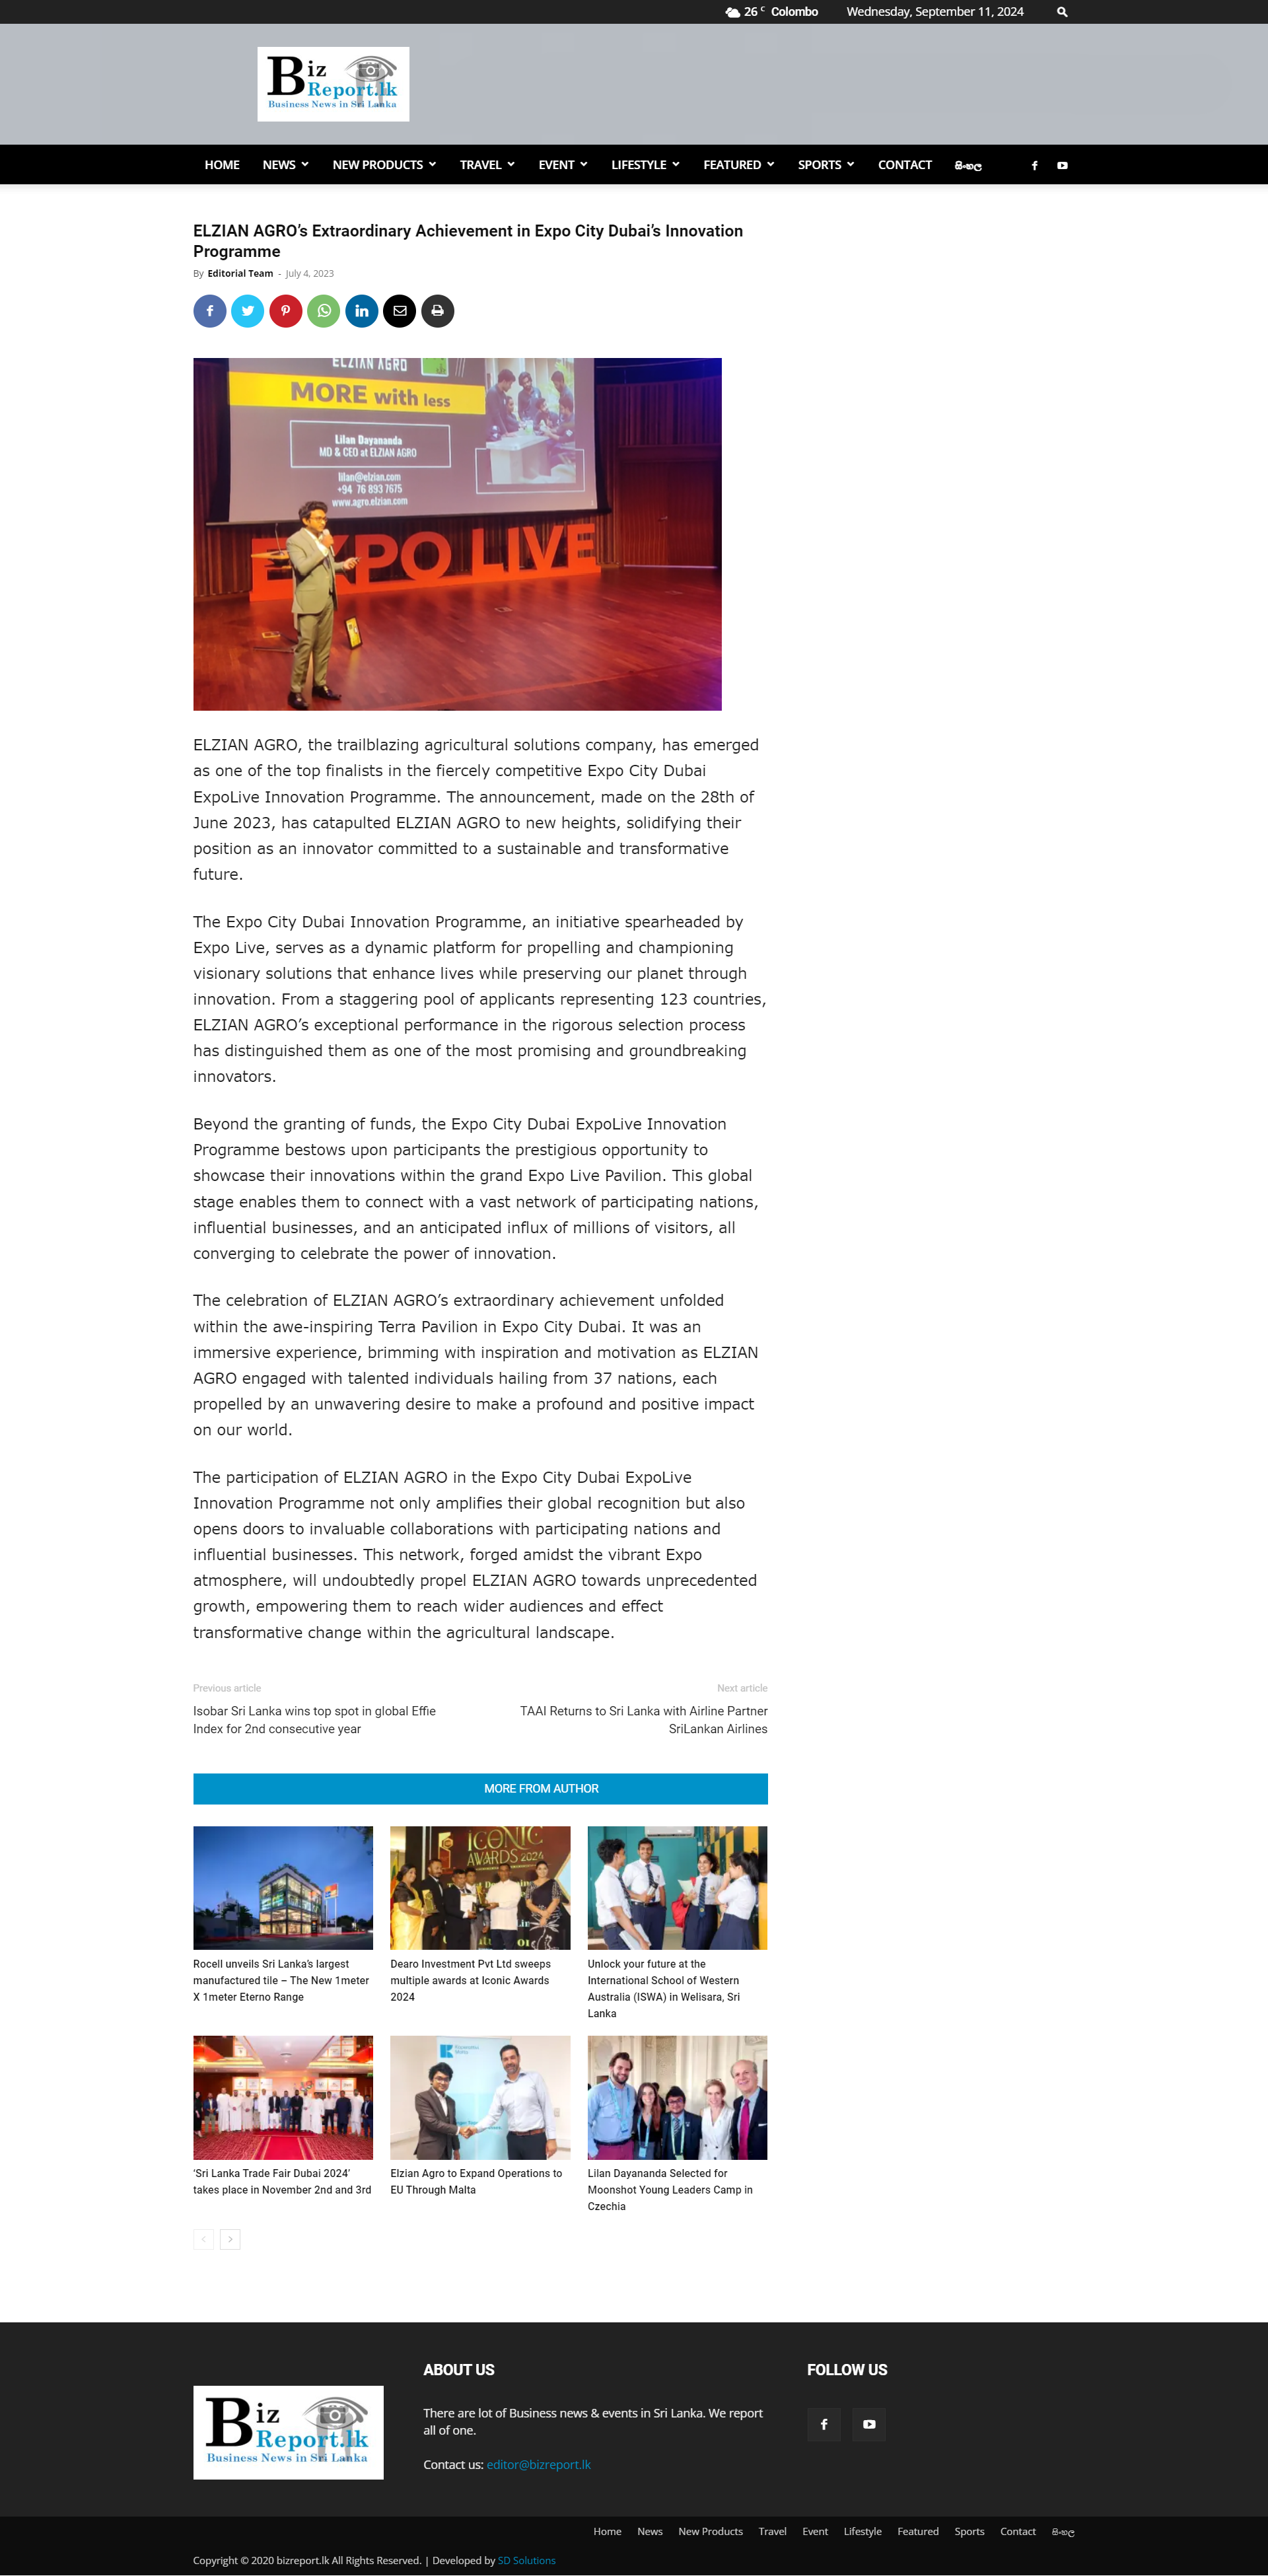 26 C Colombo Wednesday, September 11, 2024
Biz
Report.lk
Business News in Sri Lanka
HOME NEWS NEW PRODUCTS TRAVEL EVENT LIFESTYLE FEATURED SPORTS CONTACT සිංහල
ELZIAN AGRO’s Extraordinary Achievement in Expo City Dubai’s Innovation
Programme
By Editorial Team - July 4, 2023
ELZIAN AGRO
MORE with less
Lilan Dayananda
MD & CEO at ELZIAN AGRO
lilan@elzian.com
+94 76 893 7675
www.agro.elzian.com
EXPO LIVE
ELZIAN AGRO, the trailblazing agricultural solutions company, has emerged
as one of the top finalists in the fiercely competitive Expo City Dubai
ExpoLive Innovation Programme. The announcement, made on the 28th of
June 2023, has catapulted ELZIAN AGRO to new heights, solidifying their
position as an innovator committed to a sustainable and transformative
future.
The Expo City Dubai Innovation Programme, an initiative spearheaded by
Expo Live, serves as a dynamic platform for propelling and championing
visionary solutions that enhance lives while preserving our planet through
innovation. From a staggering pool of applicants representing 123 countries,
ELZIAN AGRO’s exceptional performance in the rigorous selection process
has distinguished them as one of the most promising and groundbreaking
innovators.
Beyond the granting of funds, the Expo City Dubai ExpoLive Innovation
Programme bestows upon participants the prestigious opportunity to
showcase their innovations within the grand Expo Live Pavilion. This global
stage enables them to connect with a vast network of participating nations,
influential businesses, and an anticipated influx of millions of visitors, all
converging to celebrate the power of innovation.
The celebration of ELZIAN AGRO’s extraordinary achievement unfolded
within the awe-inspiring Terra Pavilion in Expo City Dubai. It was an
immersive experience, brimming with inspiration and motivation as ELZIAN
AGRO engaged with talented individuals hailing from 37 nations, each
propelled by an unwavering desire to make a profound and positive impact
on our world.
The participation of ELZIAN AGRO in the Expo City Dubai ExpoLive
Innovation Programme not only amplifies their global recognition but also
opens doors to invaluable collaborations with participating nations and
influential businesses. This network, forged amidst the vibrant Expo
atmosphere, will undoubtedly propel ELZIAN AGRO towards unprecedented
growth, empowering them to reach wider audiences and effect
transformative change within the agricultural landscape.
Previous article
Isobar Sri Lanka wins top spot in global Effie
Index for 2nd consecutive year
Next article
TAAI Returns to Sri Lanka with Airline Partner
SriLankan Airlines
MORE FROM AUTHOR
ICONIC
AWARDS 2024
Rocell unveils Sri Lanka’s largest
manufactured tile – The New 1meter
X 1meter Eterno Range
Dearo Investment Pvt Ltd sweeps
multiple awards at Iconic Awards
2024
Unlock your future at the
International School of Western
Australia (ISWA) in Welisara, Sri
Lanka
‘Sri Lanka Trade Fair Dubai 2024’
takes place in November 2nd and 3rd
Elzian Agro to Expand Operations to
EU Through Malta
Lilan Dayananda Selected for
Moonshot Young Leaders Camp in
Czechia
Biz
Report.lk
Business News in Sri Lanka
ABOUT US
There are lot of Business news & events in Sri Lanka. We report
all of one.
Contact us: editor@bizreport.lk
FOLLOW US
Home News New Products Travel Event Lifestyle Featured Sports Contact සිංහල
Copyright © 2020 bizreport.lk All Rights Reserved. | Developed by SD Solutions